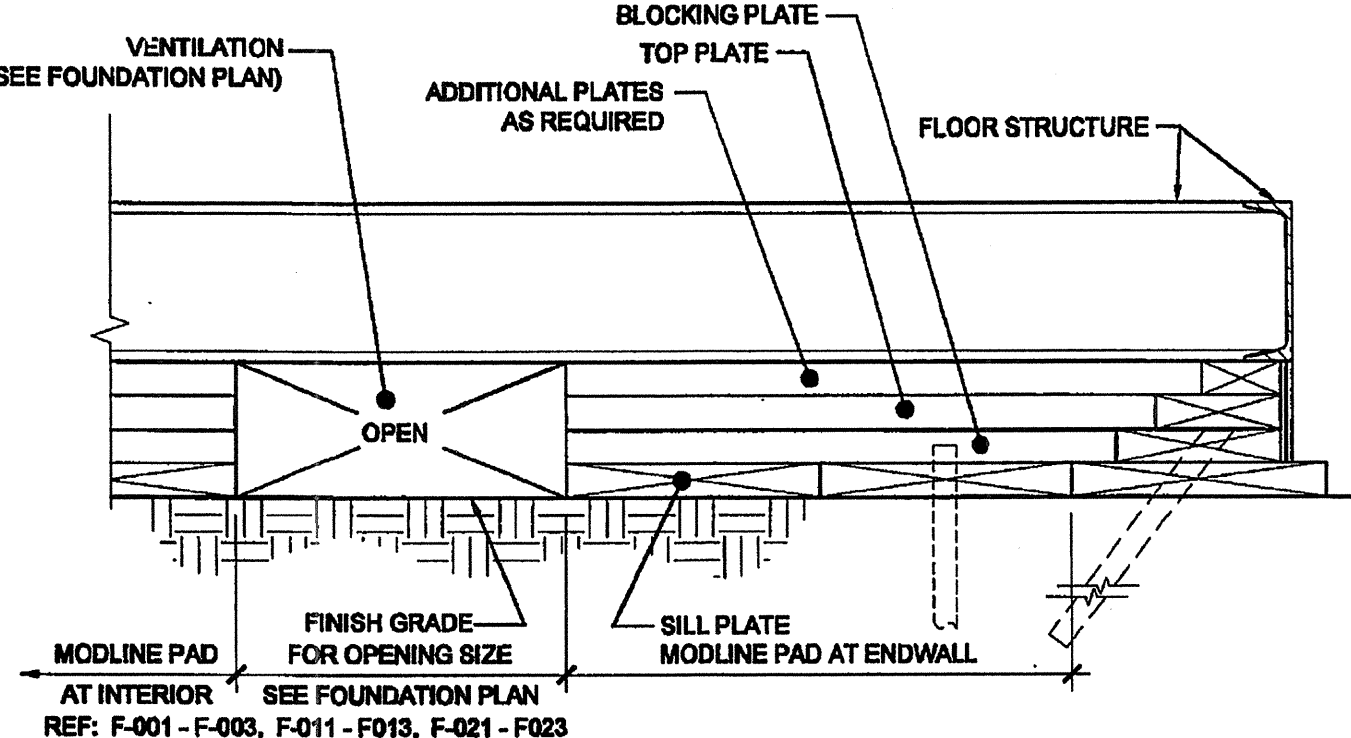 BLOCKING PLATE
VENTILATION
SEE FOUNDATION PLAN)
TOP PLATE
ADDITIONAL PLATES
AS REQUIRED
FLOOR STRUCTURE
OPEN
FINISH GRADE
FOR OPENING SIZE
SEE FOUNDATION PLAN
SILL PLATE
MODLINE PAD AT ENDWALL
MODLINE PAD
AT INTERIOR
REF: F-001 - F-003, F-011 - F013, F-021 - F023